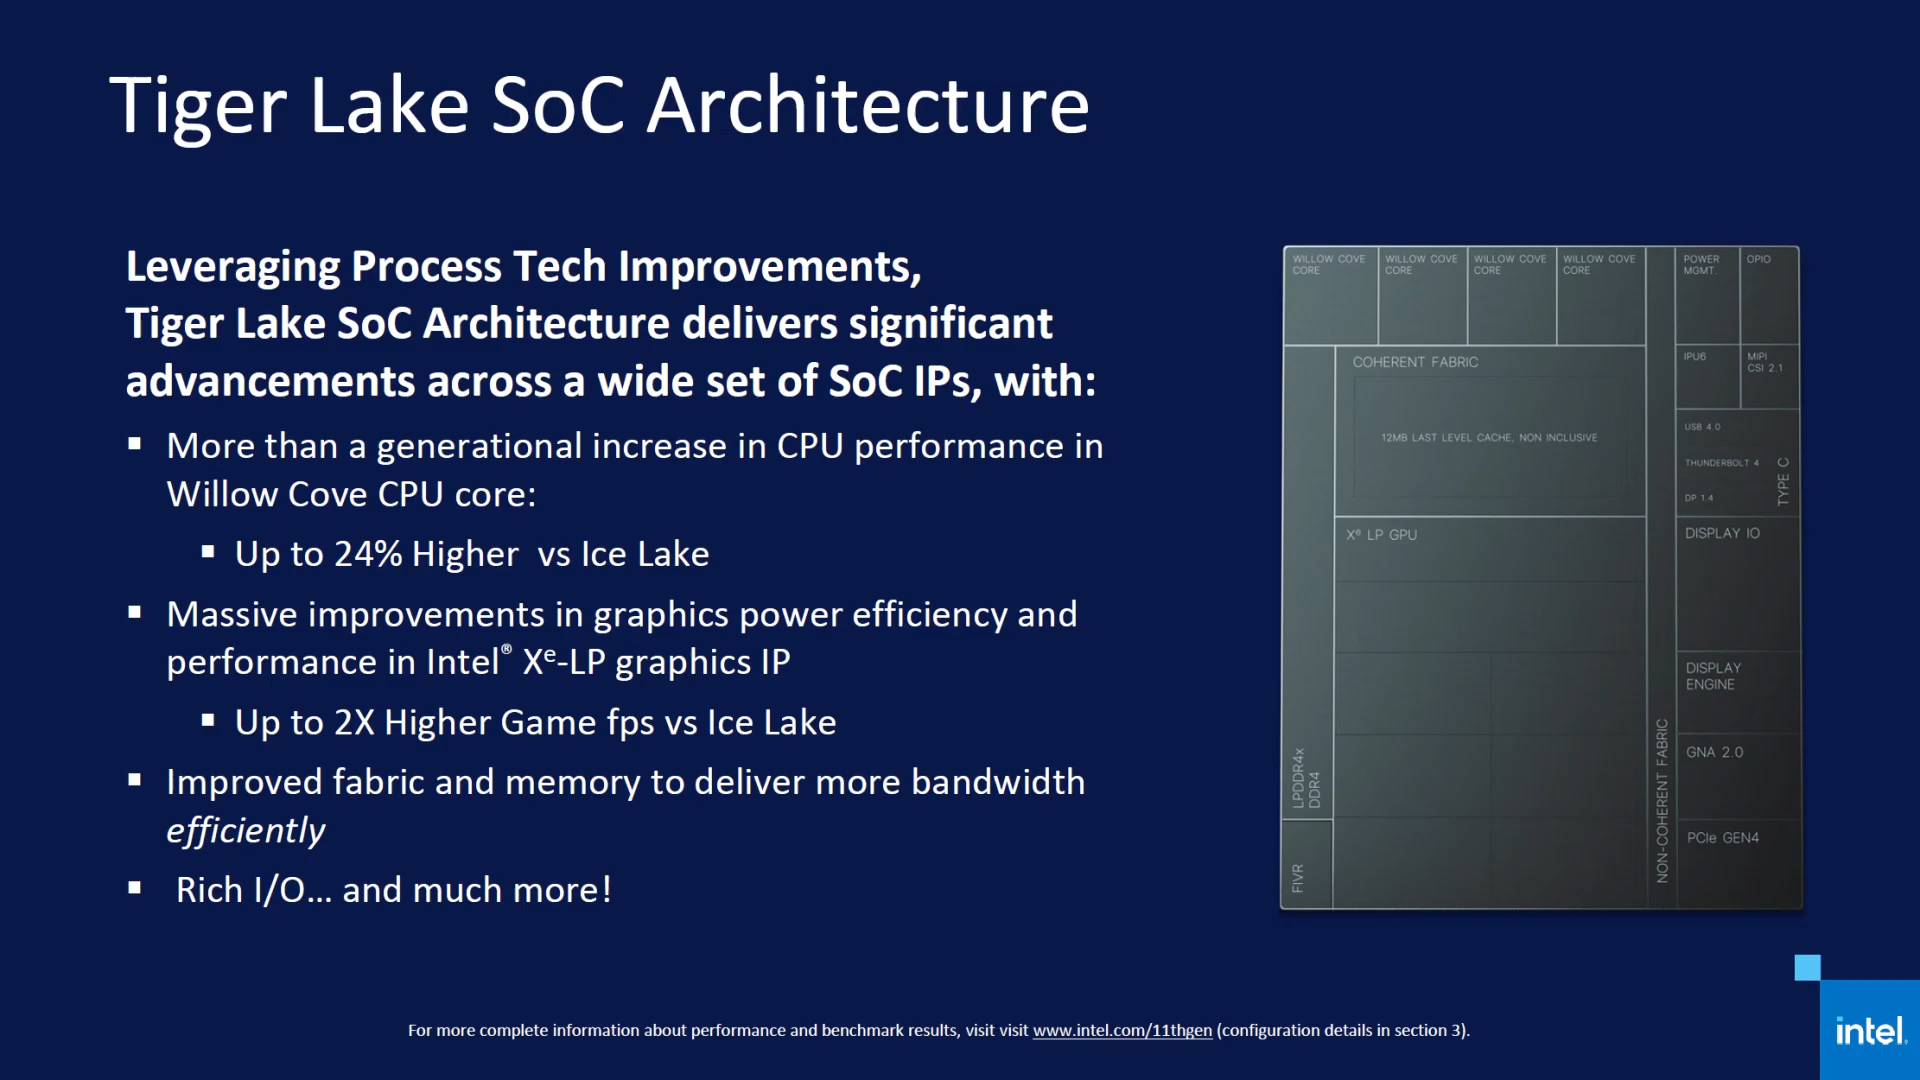 Tiger Lake SoC Architecture
Leveraging Process Tech Improvements,
Tiger Lake SoC Architecture delivers significant
advancements across a wide set of SoC IPs, with:
▪ More than a generational increase in CPU performance in
Willow Cove CPU core:
▪ Up to 24% Higher vs Ice Lake
▪ Massive improvements in graphics power efficiency and
performance in Intel® Xᵉ-LP graphics IP
▪ Up to 2X Higher Game fps vs Ice Lake
▪ Improved fabric and memory to deliver more bandwidth
efficiently
▪ Rich I/O... and much more!
WILLOW COVE
CORE
WILLOW COVE
CORE
WILLOW COVE
CORE
WILLOW COVE
CORE
POWER
MGMT.
OPIO
COHERENT FABRIC
12MB LAST LEVEL CACHE, NON INCLUSIVE
IPU6
MIPI
CSI 2.1
USB 4.0
THUNDERBOLT 4
DP 1.4
TYPE C
Xᵉ LP GPU
DISPLAY IO
DISPLAY
ENGINE
GNA 2.0
PCIe GEN4
LPDDR4x
DDR4
FIVR
NON-COHERENT FABRIC
For more complete information about performance and benchmark results, visit visit www.intel.com/11thgen (configuration details in section 3).
intel.